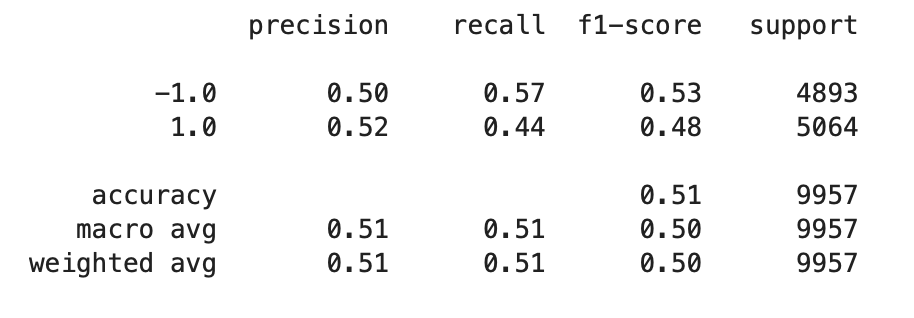 precision recall f1-score support
-1.0 0.50 0.57 0.53 4893
1.0 0.52 0.44 0.48 5064
accuracy 0.51 9957
macro avg 0.51 0.51 0.50 9957
weighted avg 0.51 0.51 0.50 9957